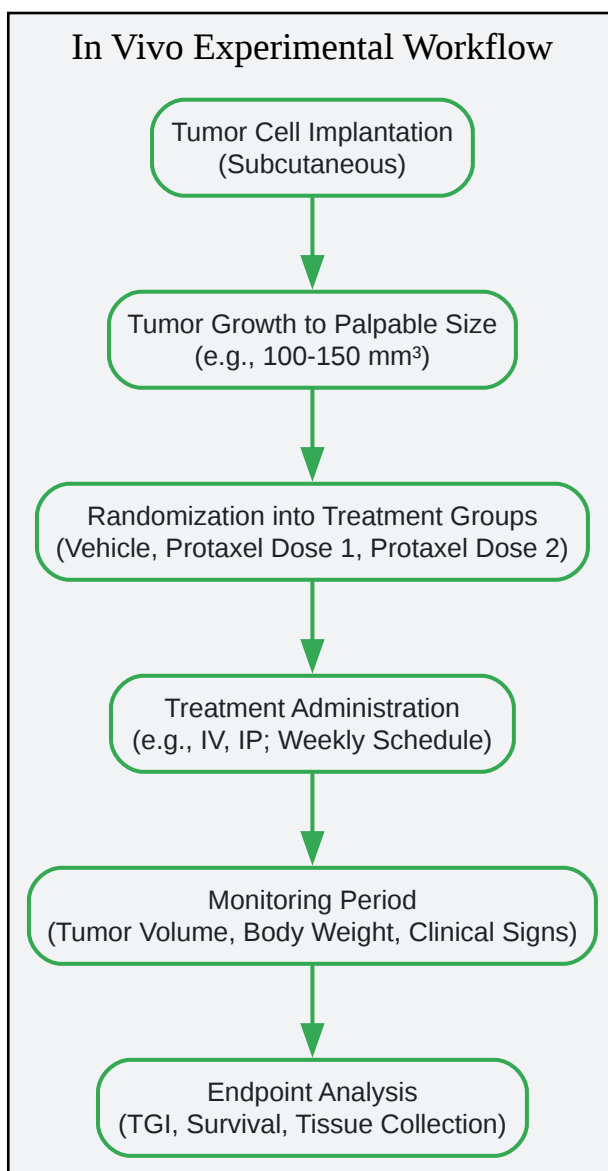 In Vivo Experimental Workflow
Tumor Cell Implantation
(Subcutaneous)
Tumor Growth to Palpable Size
(e.g., 100-150 mm³)
Randomization into Treatment Groups
(Vehicle, Protaxel Dose 1, Protaxel Dose 2)
Treatment Administration
(e.g., IV, IP; Weekly Schedule)
Monitoring Period
(Tumor Volume, Body Weight, Clinical Signs)
Endpoint Analysis
(TGI, Survival, Tissue Collection)